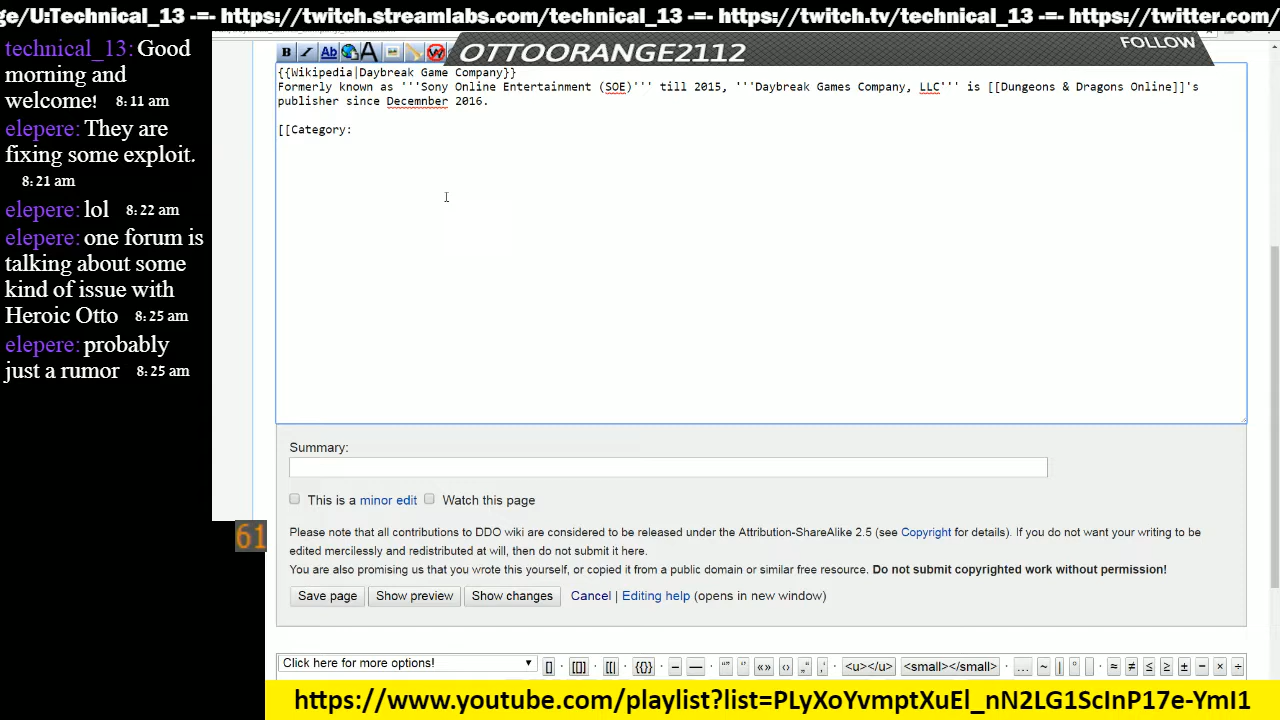 ge/U:Technical_13 -=- https://twitch.streamlabs.com/technical_13 -=- https://twitch.tv/technical_13 -=- https://twitter.com/
technical_13: Good
morning and
welcome! 8:11 am
elepere: They are
fixing some exploit.
8:21 am
elepere: lol 8:22 am
elepere: one forum is
talking about some
kind of issue with
Heroic Otto 8:25 am
elepere: probably
just a rumor 8:25 am
OTTOORANGE2112
FOLLOW
B I Ab A W
{{Wikipedia|Daybreak Game Company}}
Formerly known as '''Sony Online Entertainment (SOE)''' till 2015, '''Daybreak Games Company, LLC''' is [[Dungeons & Dragons Online]]'s
publisher since Decemnber 2016.
[[Category:
Summary:
This is a minor edit Watch this page
61
Please note that all contributions to DDO wiki are considered to be released under the Attribution-ShareAlike 2.5 (see Copyright for details). If you do not want your writing to be
edited mercilessly and redistributed at will, then do not submit it here.
You are also promising us that you wrote this yourself, or copied it from a public domain or similar free resource. Do not submit copyrighted work without permission!
Save page Show preview Show changes Cancel | Editing help (opens in new window)
Click here for more options! [] · [[]] · [[| · {{}} · – — · “” ‘’ «» ‹› „“ ‚‘ · <u></u> · <small></small> · … ~ | ° · ≈ ≠ ≤ ≥ ± − × ÷
https://www.youtube.com/playlist?list=PLyXoYvmptXuEl_nN2LG1ScInP17e-YmI1